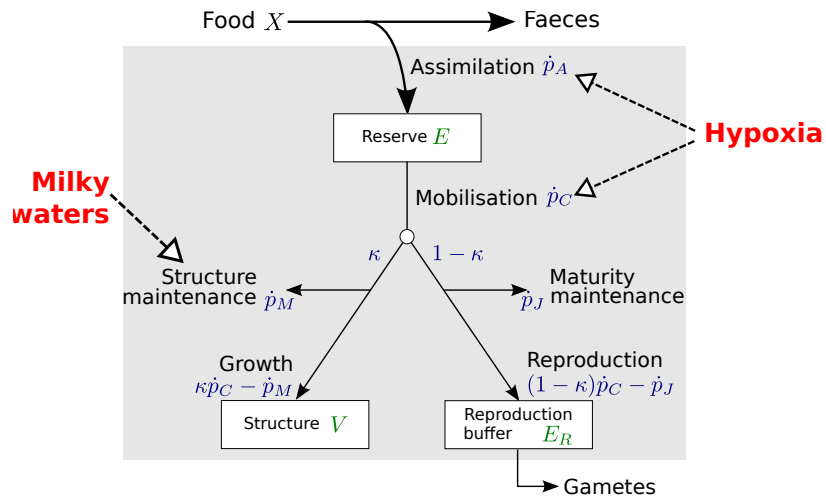 Food X
Faeces
Assimilation ṗ_A
Reserve E
Hypoxia
Mobilisation ṗ_C
Milky
waters
κ
1 − κ
Structure
maintenance ṗ_M
Maturity
ṗ_J maintenance
Growth
κṗ_C − ṗ_M
Reproduction
(1 − κ)ṗ_C − ṗ_J
Structure V
Reproduction
buffer E_R
Gametes